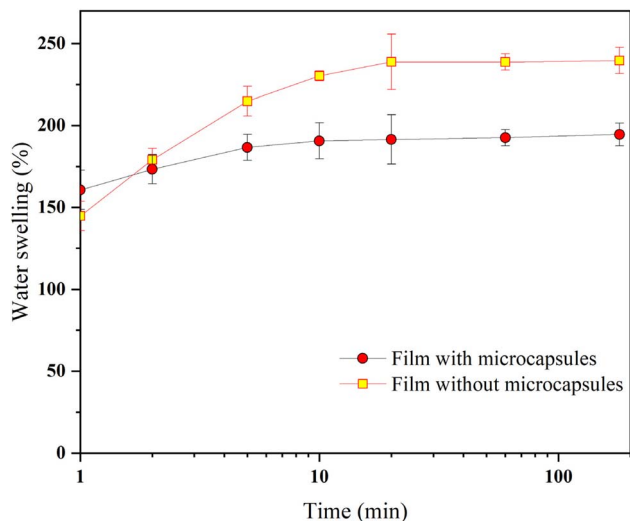 250
200
150
100
50
0
Water swelling (%)
Film with microcapsules
Film without microcapsules
1
10
100
Time (min)